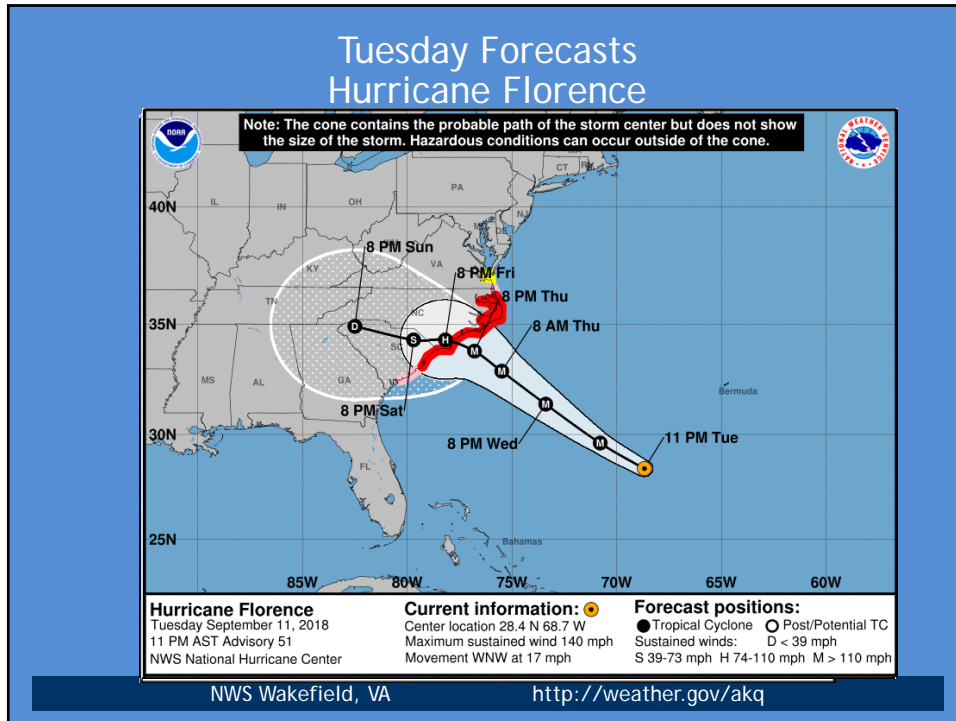 Tuesday Forecasts
Hurricane Florence
Note: The cone contains the probable path of the storm center but does not show
the size of the storm. Hazardous conditions can occur outside of the cone.
NOAA
NATIONAL WEATHER SERVICE
CT
PA
40N
IL
IN
OH
NJ
DE
8 PM Sun
VA
KY
8 PM Fri
TN
8 PM Thu
NC
35N
8 AM Thu
D
S
H
M
SC
M
MS
AL
GA
Bermuda
M
8 PM Sat
30N
8 PM Wed
M
11 PM Tue
FL
25N
Bahamas
85W 80W 75W 70W 65W 60W
Hurricane Florence
Tuesday September 11, 2018
11 PM AST Advisory 51
NWS National Hurricane Center
Current information:
Center location 28.4 N 68.7 W
Maximum sustained wind 140 mph
Movement WNW at 17 mph
Forecast positions:
Tropical Cyclone Post/Potential TC
Sustained winds: D < 39 mph
S 39-73 mph H 74-110 mph M > 110 mph
NWS Wakefield, VA http://weather.gov/akq